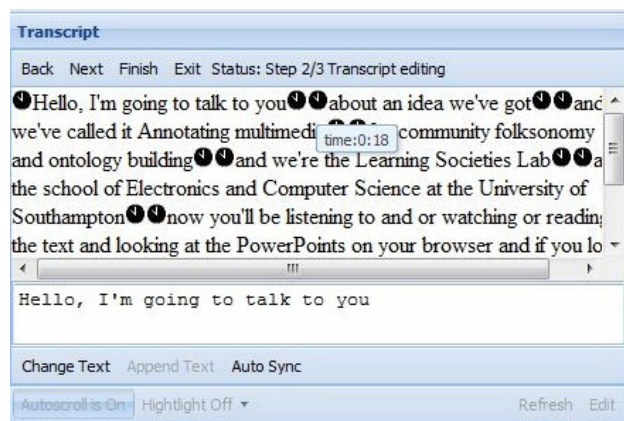 Transcript
Back Next Finish Exit Status: Step 2/3 Transcript editing
Hello, I'm going to talk to you about an idea we've got and
we've called it Annotating multimedia community folksonomy
time:0:18
and ontology building and we're the Learning Societies Lab a
the school of Electronics and Computer Science at the University of
Southampton now you'll be listening to and or watching or reading
the text and looking at the PowerPoints on your browser and if you lo
Hello, I'm going to talk to you
Change Text Append Text Auto Sync
Autoscroll is On Hightlight Off Refresh Edit